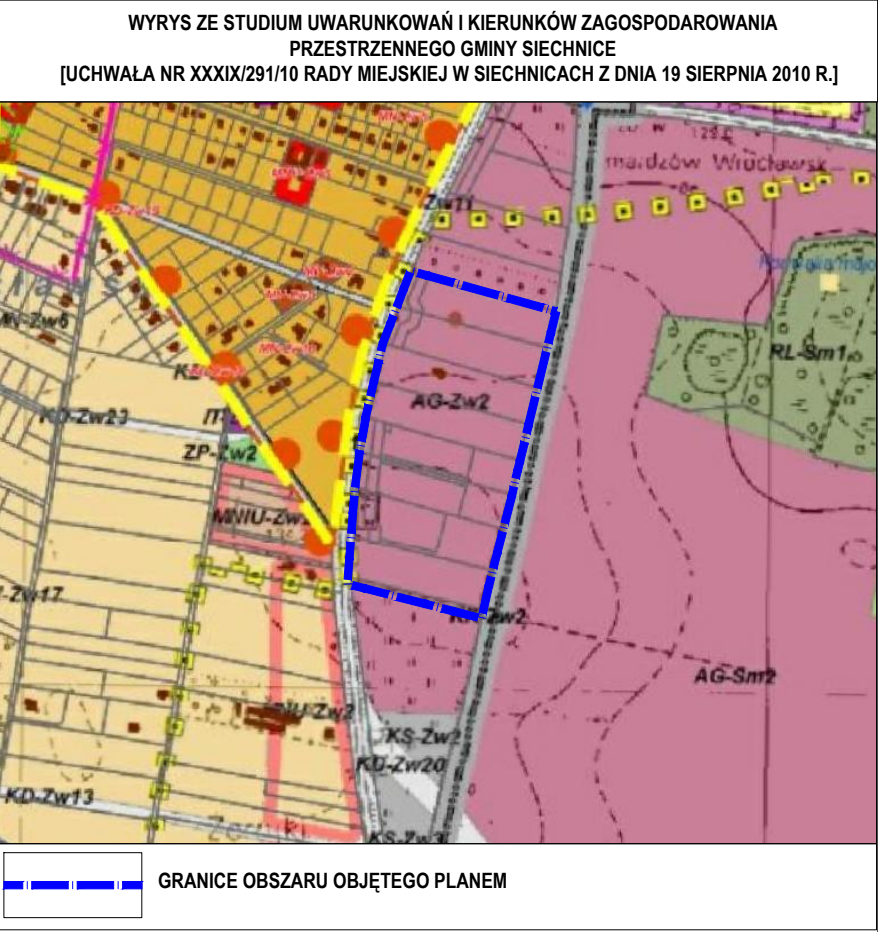 WYRYS ZE STUDIUM UWARUNKOWAŃ I KIERUNKÓW ZAGOSPODAROWANIA
PRZESTRZENNEGO GMINY SIECHNICE
[UCHWAŁA NR XXXIX/291/10 RADY MIEJSKIEJ W SIECHNICACH Z DNIA 19 SIERPNIA 2010 R.]
Zw11
RL-Sm1
AG-Zw2
KD-Zw23
ZP-Zw2
AG-Sm2
KS-Zw2
KD-Zw20
KD-Zw13
KS-Zw3
GRANICE OBSZARU OBJĘTEGO PLANEM